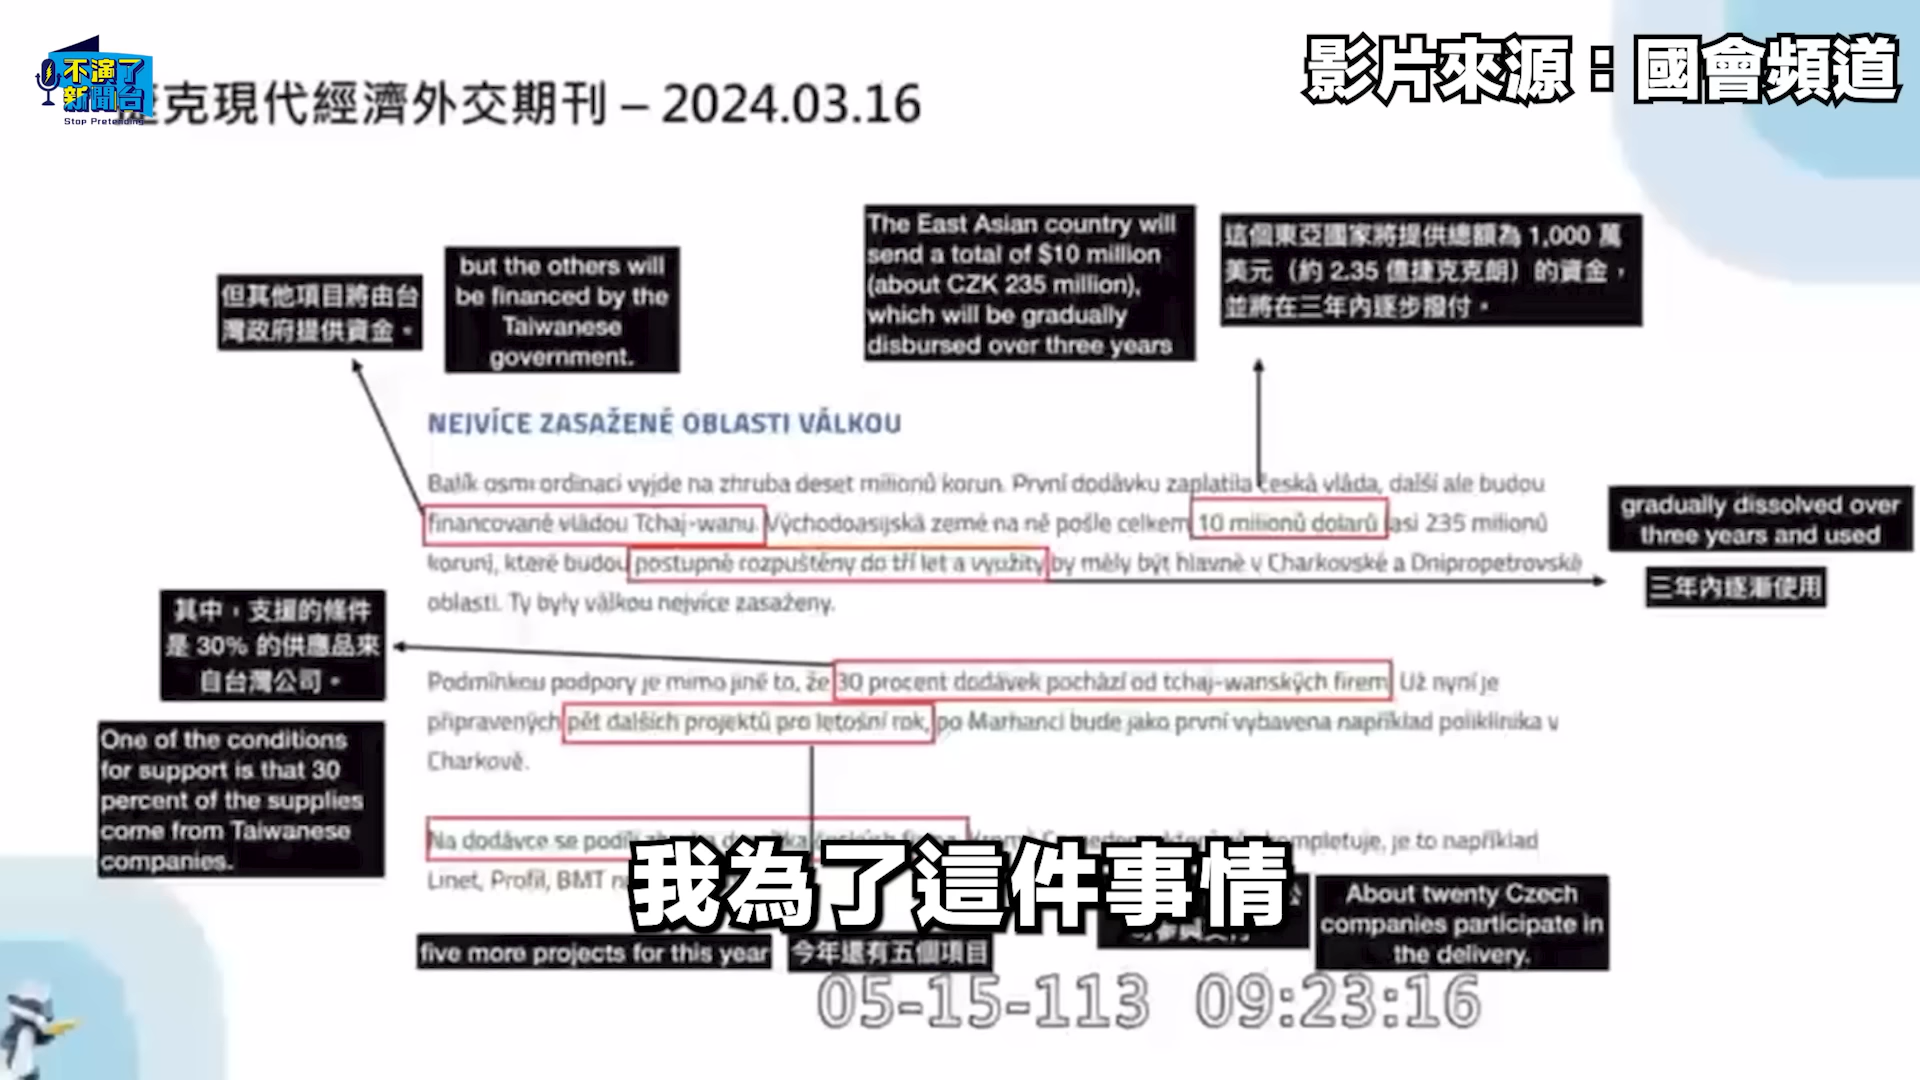 不演了
新聞台
Stop Pretending
影片來源：國會頻道
捷克現代經濟外交期刊 – 2024.03.16
但其他項目將由台
灣政府提供資金。
but the others will
be financed by the
Taiwanese
government.
The East Asian country will
send a total of $10 million
(about CZK 235 million),
which will be gradually
disbursed over three years
這個東亞國家將提供總額為 1,000 萬
美元（約 2.35 億捷克克朗）的資金，
並將在三年內逐步撥付。
NEJVÍCE ZASAŽENÉ OBLASTI VÁLKOU
Balík osmi ordinací vyjde na zhruba deset milionů korun. První dodávku zaplatila česká vláda, další ale budou
financované vládou Tchaj-wanu. Východoasijská země na ně pošle celkem 10 milionů dolarů (asi 235 milionů
korun), které budou postupně rozpuštěny do tří let a využity by měly být hlavně v Charkovské a Dnipropetrovské
oblasti. Ty byly válkou nejvíce zasaženy.
gradually dissolved over
three years and used
三年內逐漸使用
其中，支援的條件
是 30% 的供應品來
自台灣公司。
One of the conditions
for support is that 30
percent of the supplies
come from Taiwanese
companies.
Podmínkou podpory je mimo jiné to, že 30 procent dodávek pochází od tchaj-wanských firem. Už nyní je
připravených pět dalších projektů pro letošní rok, po Marhanci bude jako první vybavena například poliklinika v
Charkově.
Na dodávce se podílí
kompletuje, je to například
Linet, Profil, BMT
我為了這件事情
five more projects for this year
今年還有五個項目
About twenty Czech
companies participate in
the delivery.
05-15-113 09:23:16